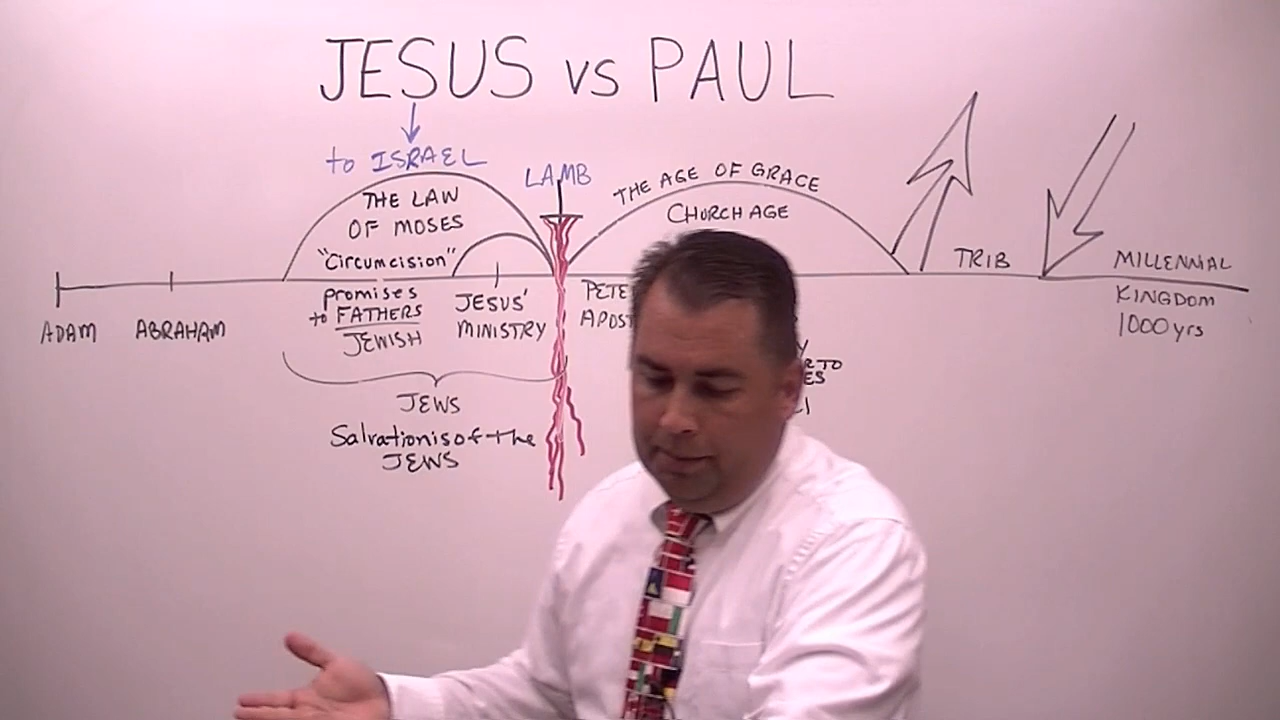 JESUS VS PAUL
to ISRAEL
LAMB
THE LAW
OF MOSES
"Circumcision"
THE AGE OF GRACE
CHURCH AGE
ADAM
ABRAHAM
promises
to FATHERS
JEWISH
JESUS'
MINISTRY
TRIB
MILLENNIAL
KINGDOM
1000 yrs
JEWS
Salvation is of the
JEWS